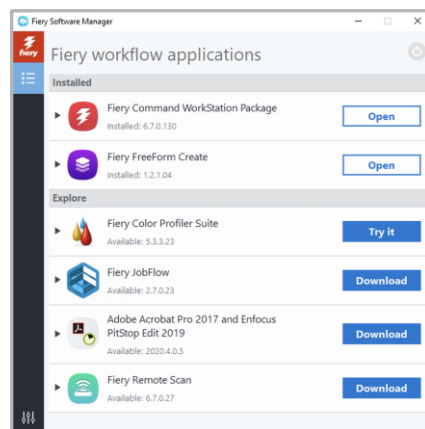 Fiery Software Manager
fiery
Fiery workflow applications
Installed
Fiery Command WorkStation Package
Installed: 6.7.0.130
Open
Fiery FreeForm Create
Installed: 1.2.1.04
Open
Explore
Fiery Color Profiler Suite
Available: 5.3.3.23
Try it
Fiery JobFlow
Available: 2.7.0.23
Download
Adobe Acrobat Pro 2017 and Enfocus
PitStop Edit 2019
Available: 2020.4.0.5
Download
Fiery Remote Scan
Available: 6.7.0.27
Download